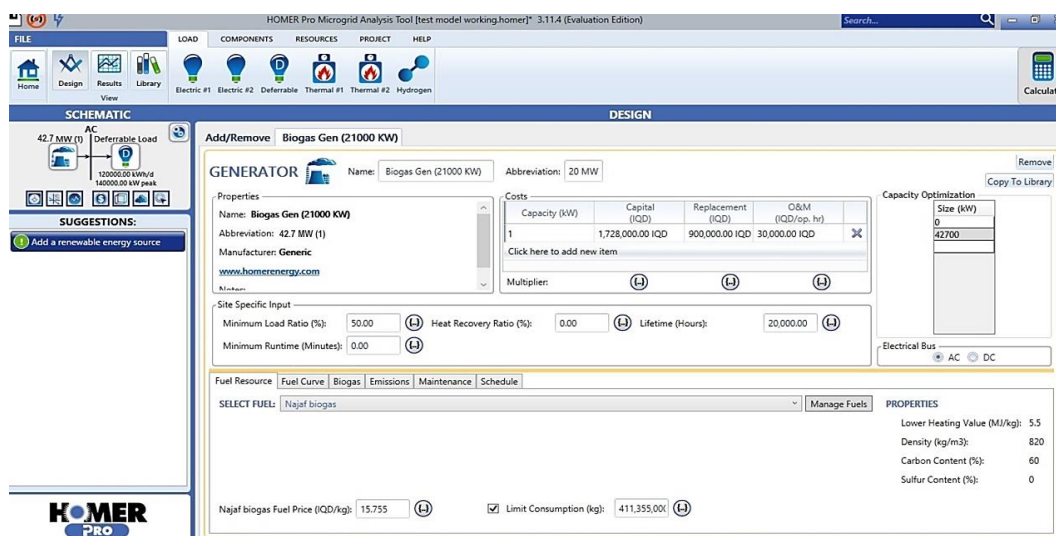 HOMER Pro Microgrid Analysis Tool [test model working.homer]* 3.11.4 (Evaluation Edition)
Search...
FILE
LOAD COMPONENTS RESOURCES PROJECT HELP
Home
Design Results Library
View
Electric #1 Electric #2 Deferrable Thermal #1 Thermal #2 Hydrogen
Calculat
SCHEMATIC
DESIGN
AC
42.7 MW (1) Deferrable Load
120000.00 kWh/d
140000.00 kW peak
SUGGESTIONS:
Add a renewable energy source
HOMER
PRO
Add/Remove Biogas Gen (21000 KW)
GENERATOR Name: Biogas Gen (21000 KW) Abbreviation: 20 MW
Remove
Copy To Library
Properties
Name: Biogas Gen (21000 KW)
Abbreviation: 42.7 MW (1)
Manufacturer: Generic
www.homerenergy.com
Notes:
Costs
Capacity (kW) Capital (IQD) Replacement (IQD) O&M (IQD/op. hr)
1 1,728,000.00 IQD 900,000.00 IQD 30,000.00 IQD
Click here to add new item
Multiplier: (..) (..) (..)
Capacity Optimization
Size (kW)
0
42700
Site Specific Input
Minimum Load Ratio (%): 50.00 (..) Heat Recovery Ratio (%): 0.00 (..) Lifetime (Hours): 20,000.00 (..)
Minimum Runtime (Minutes): 0.00 (..)
Electrical Bus
AC DC
Fuel Resource Fuel Curve Biogas Emissions Maintenance Schedule
SELECT FUEL: Najaf biogas Manage Fuels
PROPERTIES
Lower Heating Value (MJ/kg): 5.5
Density (kg/m3): 820
Carbon Content (%): 60
Sulfur Content (%): 0
Najaf biogas Fuel Price (IQD/kg): 15.755 (..) Limit Consumption (kg): 411,355,00( (..)